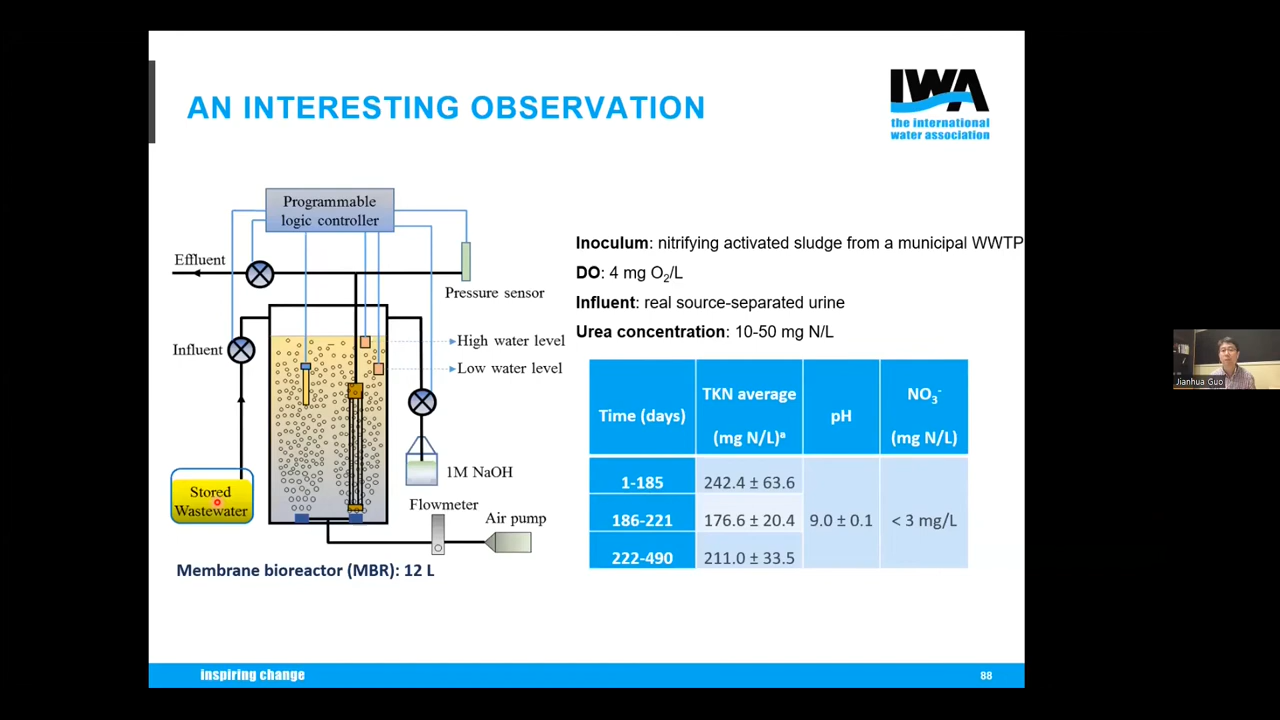 AN INTERESTING OBSERVATION
IWA
the international
water association
Programmable
logic controller
Effluent
Pressure sensor
Influent
High water level
Low water level
1M NaOH
Stored
Wastewater
Flowmeter
Air pump
Membrane bioreactor (MBR): 12 L
Inoculum: nitrifying activated sludge from a municipal WWTP
DO: 4 mg O₂/L
Influent: real source-separated urine
Urea concentration: 10-50 mg N/L
Time (days) TKN average (mg N/L)ᵃ pH NO₃⁻ (mg N/L)
1-185 242.4 ± 63.6
186-221 176.6 ± 20.4 9.0 ± 0.1 < 3 mg/L
222-490 211.0 ± 33.5
inspiring change
88
Jianhua Guo